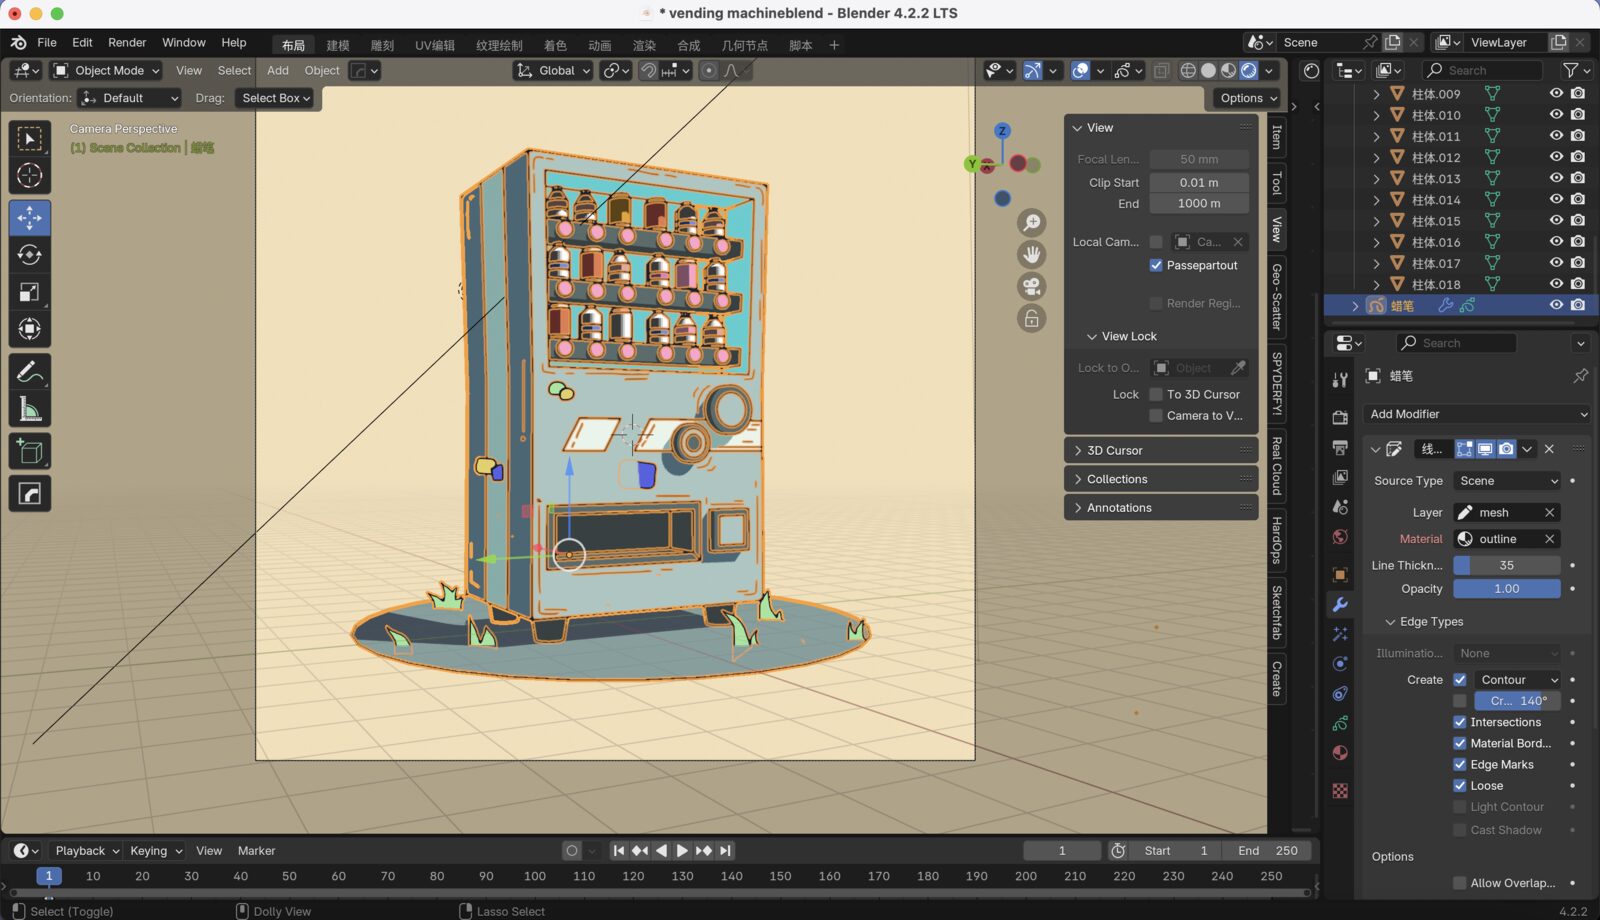 * vending machineblend - Blender 4.2.2 LTS
File Edit Render Window Help 布局 建模 雕刻 UV编辑 纹理绘制 着色 动画 渲染 合成 几何节点 脚本 + Scene ViewLayer
Object Mode View Select Add Object Global Search
Orientation: Default Drag: Select Box Options
Camera Perspective
(1) Scene Collection | 蜡笔
Z
Y
View
Focal Len... 50 mm
Clip Start 0.01 m
End 1000 m
Local Cam... Ca...
Passepartout
Render Regi...
View Lock
Lock to O... Object
Lock To 3D Cursor
Camera to V...
3D Cursor
Collections
Annotations
Item
Tool
View
Geo-Scatter
SPYDERFY!
Real Cloud
HardOps
Sketchfab
Create
柱体.009
柱体.010
柱体.011
柱体.012
柱体.013
柱体.014
柱体.015
柱体.016
柱体.017
柱体.018
蜡笔
Search
蜡笔
Add Modifier
线...
Source Type Scene
Layer mesh
Material outline
Line Thickn... 35
Opacity 1.00
Edge Types
Illuminatio... None
Create Contour
Cr... 140°
Intersections
Material Bord...
Edge Marks
Loose
Light Contour
Cast Shadow
Options
Allow Overlap...
Playback Keying View Marker 1 Start 1 End 250
1 10 20 30 40 50 60 70 80 90 100 110 120 130 140 150 160 170 180 190 200 210 220 230 240 250
Select (Toggle) Dolly View Lasso Select 4.2.2